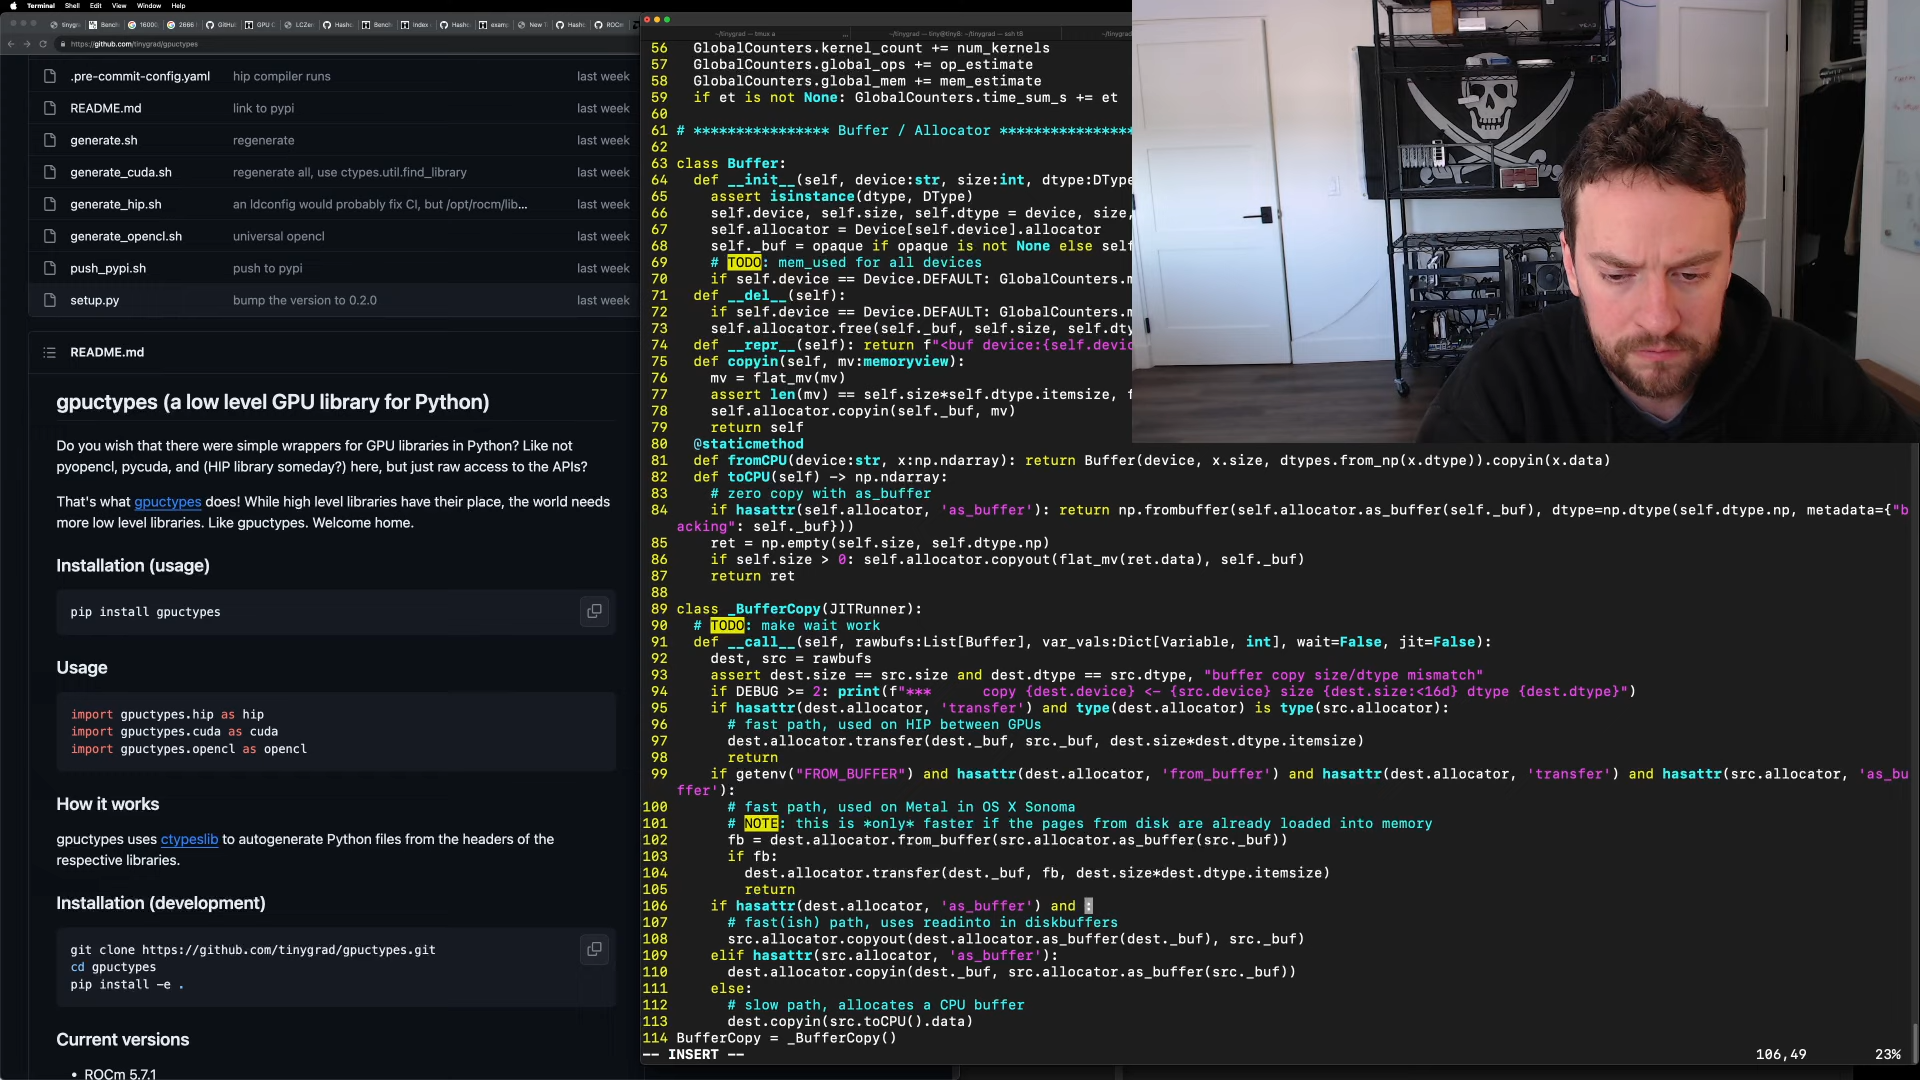 Terminal Shell Edit View Window Help
https://github.com/tinygrad/gpuctypes
.pre-commit-config.yaml hip compiler runs last week
README.md link to pypi last week
generate.sh regenerate last week
generate_cuda.sh regenerate all, use ctypes.util.find_library last week
generate_hip.sh an ldconfig would probably fix CI, but /opt/rocm/lib... last week
generate_opencl.sh universal opencl last week
push_pypi.sh push to pypi last week
setup.py bump the version to 0.2.0 last week
README.md
gpuctypes (a low level GPU library for Python)
Do you wish that there were simple wrappers for GPU libraries in Python? Like not
pyopencl, pycuda, and (HIP library someday?) here, but just raw access to the APIs?
That's what gpuctypes does! While high level libraries have their place, the world needs
more low level libraries. Like gpuctypes. Welcome home.
Installation (usage)
pip install gpuctypes
Usage
import gpuctypes.hip as hip
import gpuctypes.cuda as cuda
import gpuctypes.opencl as opencl
How it works
gpuctypes uses ctypeslib to autogenerate Python files from the headers of the
respective libraries.
Installation (development)
git clone https://github.com/tinygrad/gpuctypes.git
cd gpuctypes
pip install -e .
Current versions
• ROCm 5.7.1
~/tinygrad — tmux a ~/tinygrad — tiny@tiny8: ~/tinygrad — ssh t8
56 GlobalCounters.kernel_count += num_kernels
57 GlobalCounters.global_ops += op_estimate
58 GlobalCounters.global_mem += mem_estimate
59 if et is not None: GlobalCounters.time_sum_s += et
60
61 # **************** Buffer / Allocator ****************
62
63 class Buffer:
64 def __init__(self, device:str, size:int, dtype:DType
65 assert isinstance(dtype, DType)
66 self.device, self.size, self.dtype = device, size,
67 self.allocator = Device[self.device].allocator
68 self._buf = opaque if opaque is not None else self
69 # TODO: mem_used for all devices
70 if self.device == Device.DEFAULT: GlobalCounters.m
71 def __del__(self):
72 if self.device == Device.DEFAULT: GlobalCounters.m
73 self.allocator.free(self._buf, self.size, self.dty
74 def __repr__(self): return f"<buf device:{self.devic
75 def copyin(self, mv:memoryview):
76 mv = flat_mv(mv)
77 assert len(mv) == self.size*self.dtype.itemsize, f
78 self.allocator.copyin(self._buf, mv)
79 return self
80 @staticmethod
81 def fromCPU(device:str, x:np.ndarray): return Buffer(device, x.size, dtypes.from_np(x.dtype)).copyin(x.data)
82 def toCPU(self) -> np.ndarray:
83 # zero copy with as_buffer
84 if hasattr(self.allocator, 'as_buffer'): return np.frombuffer(self.allocator.as_buffer(self._buf), dtype=np.dtype(self.dtype.np, metadata={"b
acking": self._buf}))
85 ret = np.empty(self.size, self.dtype.np)
86 if self.size > 0: self.allocator.copyout(flat_mv(ret.data), self._buf)
87 return ret
88
89 class _BufferCopy(JITRunner):
90 # TODO: make wait work
91 def __call__(self, rawbufs:List[Buffer], var_vals:Dict[Variable, int], wait=False, jit=False):
92 dest, src = rawbufs
93 assert dest.size == src.size and dest.dtype == src.dtype, "buffer copy size/dtype mismatch"
94 if DEBUG >= 2: print(f"*** copy {dest.device} <- {src.device} size {dest.size:<16d} dtype {dest.dtype}")
95 if hasattr(dest.allocator, 'transfer') and type(dest.allocator) is type(src.allocator):
96 # fast path, used on HIP between GPUs
97 dest.allocator.transfer(dest._buf, src._buf, dest.size*dest.dtype.itemsize)
98 return
99 if getenv("FROM_BUFFER") and hasattr(dest.allocator, 'from_buffer') and hasattr(dest.allocator, 'transfer') and hasattr(src.allocator, 'as_bu
ffer'):
100 # fast path, used on Metal in OS X Sonoma
101 # NOTE: this is *only* faster if the pages from disk are already loaded into memory
102 fb = dest.allocator.from_buffer(src.allocator.as_buffer(src._buf))
103 if fb:
104 dest.allocator.transfer(dest._buf, fb, dest.size*dest.dtype.itemsize)
105 return
106 if hasattr(dest.allocator, 'as_buffer') and :
107 # fast(ish) path, uses readinto in diskbuffers
108 src.allocator.copyout(dest.allocator.as_buffer(dest._buf), src._buf)
109 elif hasattr(src.allocator, 'as_buffer'):
110 dest.allocator.copyin(dest._buf, src.allocator.as_buffer(src._buf))
111 else:
112 # slow path, allocates a CPU buffer
113 dest.copyin(src.toCPU().data)
114 BufferCopy = _BufferCopy()
-- INSERT -- 106,49 23%